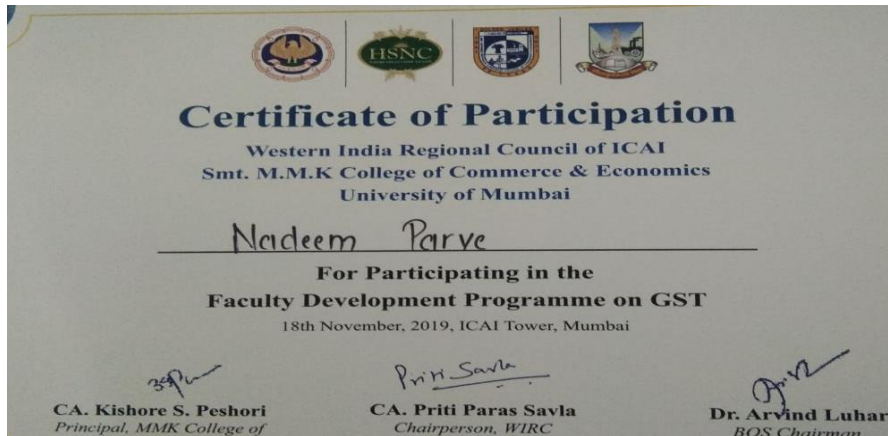 HSNC
Certificate of Participation
Western India Regional Council of ICAI
Smt. M.M.K College of Commerce & Economics
University of Mumbai
Nadeem Parve
For Participating in the
Faculty Development Programme on GST
18th November, 2019, ICAI Tower, Mumbai
Priti Savla
CA. Kishore S. Peshori CA. Priti Paras Savla Dr. Arvind Luhar
Principal, MMK College of Chairperson, WIRC BOS Chairman